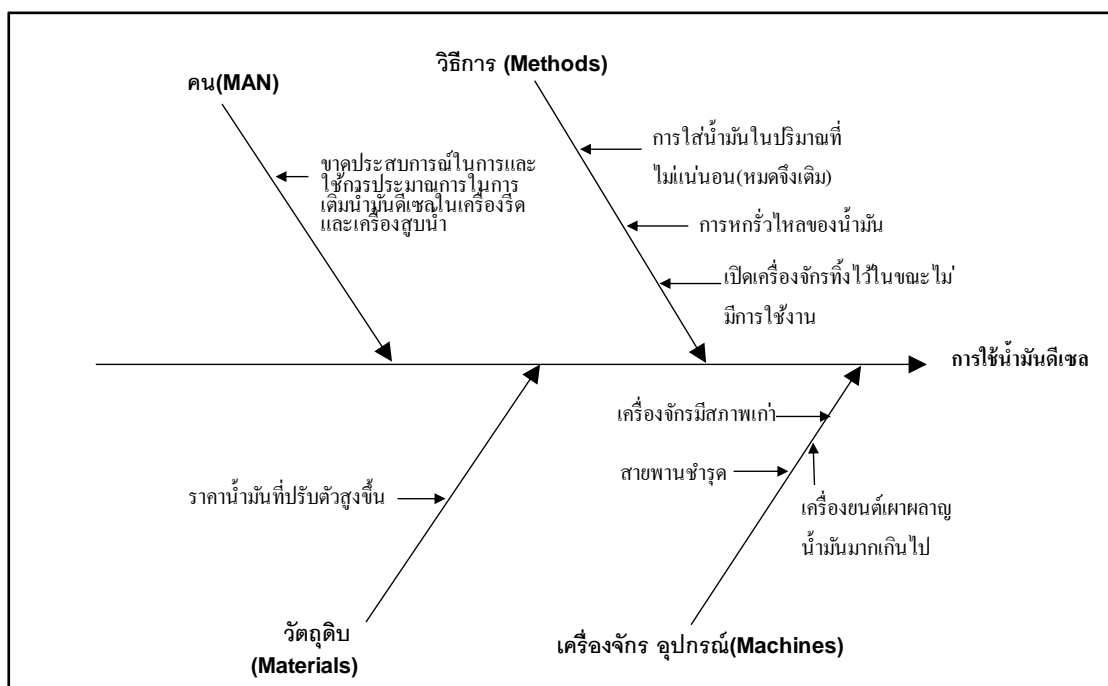 วิธีการ (Methods)
คน(MAN)
การใส่น้ำมันในปริมาณที่
ไม่แน่นอน(หมดจึงเติม)
ขาดประสบการณ์ในการและ
ใช้การประมาณการในการ
เติมน้ำมันดีเซลในเครื่องรีด
และเครื่องสูบน้ำ
การหกรั่วไหลของน้ำมัน
เปิดเครื่องจักรทิ้งไว้ในขณะไม่
มีการใช้งาน
การใช้น้ำมันดีเซล
เครื่องจักรมีสภาพเก่า
สายพานชำรุด
ราคาน้ำมันที่ปรับตัวสูงขึ้น
เครื่องยนต์เผาผลาญ
น้ำมันมากเกินไป
วัตถุดิบ
(Materials)
เครื่องจักร อุปกรณ์(Machines)